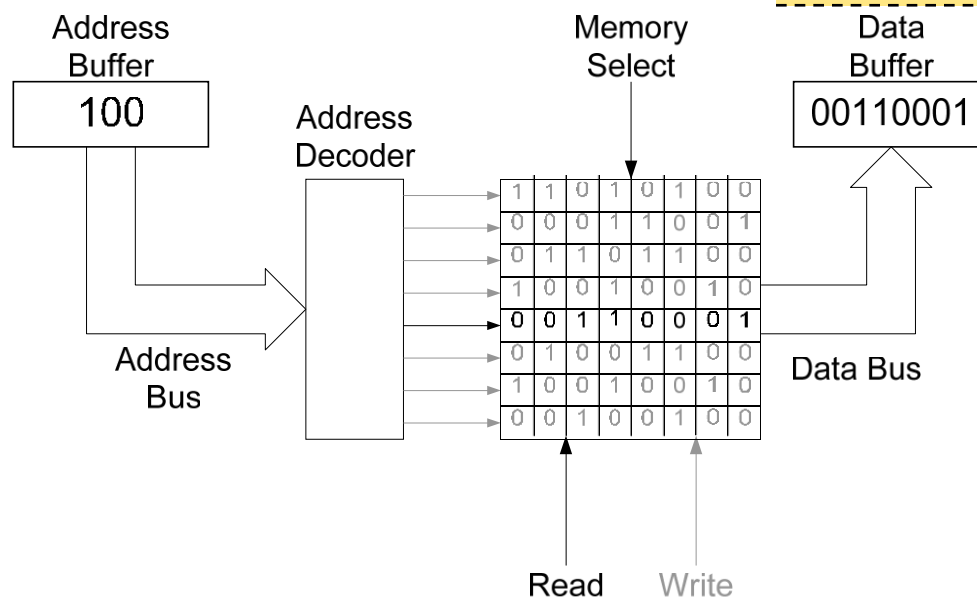 Address
Buffer
100
Address
Decoder
Memory
Select
Data
Buffer
00110001
1 1 0 1 0 1 0 0
0 0 0 1 1 0 0 1
0 1 1 0 1 1 0 0
1 0 0 1 0 0 1 0
0 0 1 1 0 0 0 1
0 1 0 0 1 1 0 0
1 0 0 1 0 0 1 0
0 0 1 0 0 1 0 0
Address
Bus
Data Bus
Read
Write